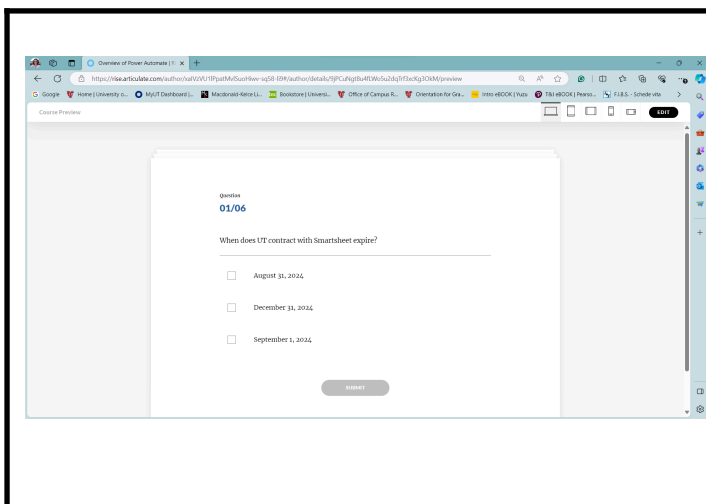 Overview of Power Automate | Ri
https://rise.articulate.com/author/xaIVzVU1lPpatMvlSuoHiwv-sq58-li9#/author/details/9jPCuNgt8u4fLWo5u2dqTrf3xcKg3OkM/preview
Google Home | University o... MyUT Dashboard |... Macdonald-Kelce Li... Bookstore | Universi... Office of Campus R... Orientation for Gra... Intro eBOOK | Yuzu T&I eBOOK | Pearso... F.I.B.S. - Schede vita
Course Preview
EDIT
Question
01/06
When does UT contract with Smartsheet expire?
August 31, 2024
December 31, 2024
September 1, 2024
SUBMIT